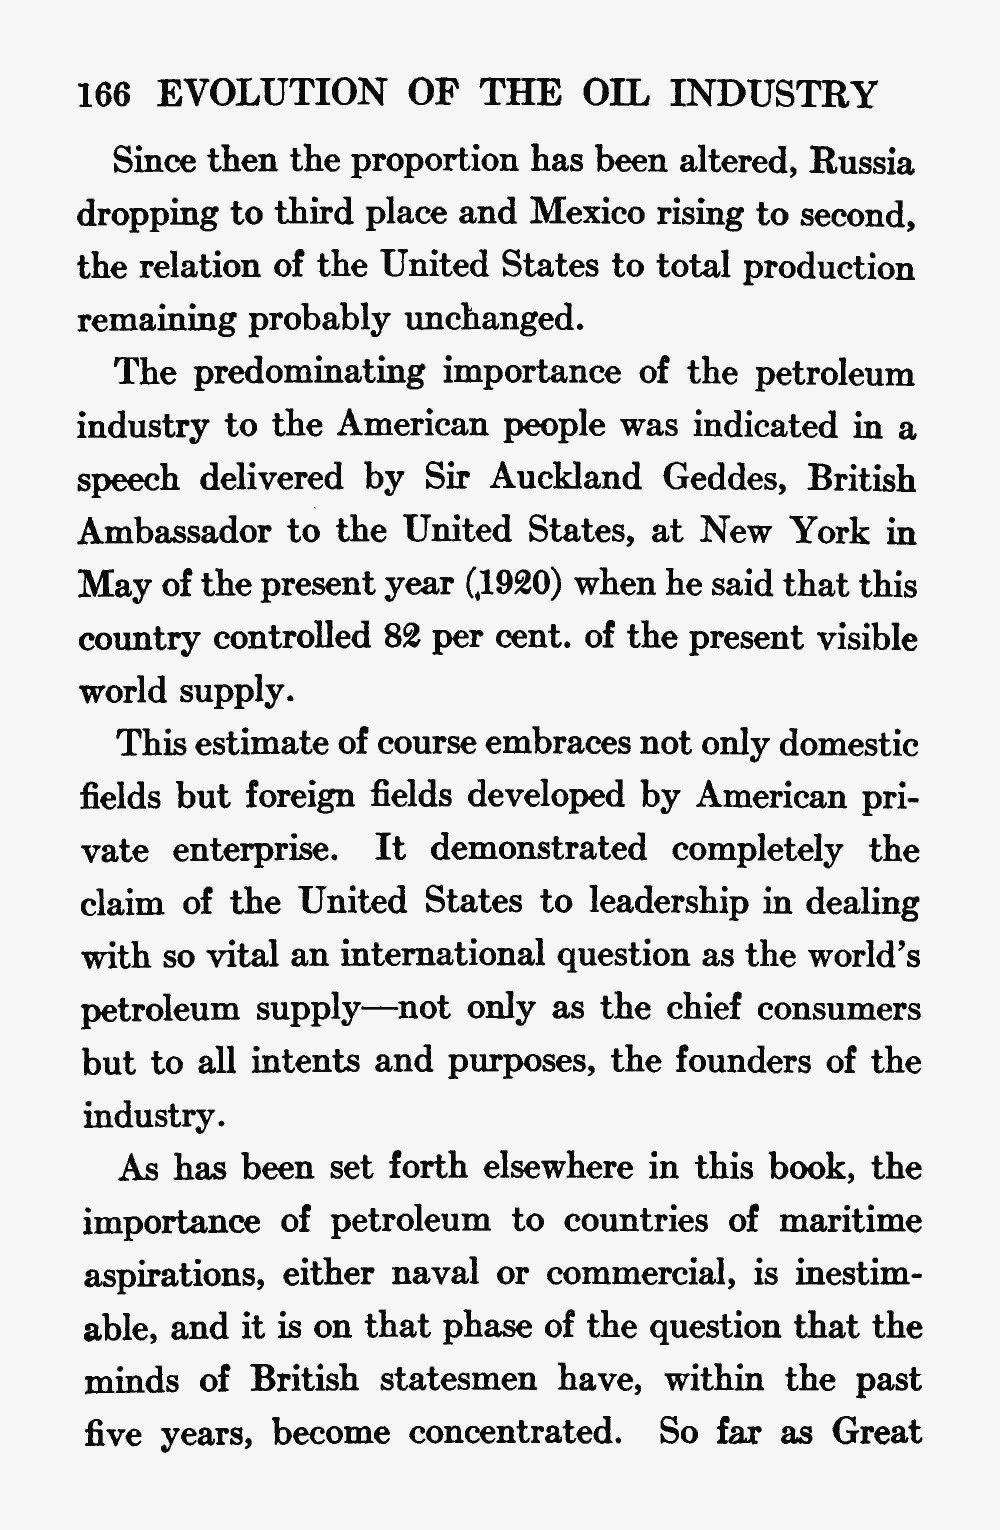 166 EVOLUTION OF THE OIL INDUSTRY
Since then the proportion has been altered, Russia
dropping to third place and Mexico rising to second,
the relation of the United States to total production
remaining probably unchanged.
The predominating importance of the petroleum
industry to the American people was indicated in a
speech delivered by Sir Auckland Geddes, British
Ambassador to the United States, at New York in
May of the present year (1920) when he said that this
country controlled 82 per cent. of the present visible
world supply.
This estimate of course embraces not only domestic
fields but foreign fields developed by American pri-
vate enterprise. It demonstrated completely the
claim of the United States to leadership in dealing
with so vital an international question as the world's
petroleum supply—not only as the chief consumers
but to all intents and purposes, the founders of the
industry.
As has been set forth elsewhere in this book, the
importance of petroleum to countries of maritime
aspirations, either naval or commercial, is inestim-
able, and it is on that phase of the question that the
minds of British statesmen have, within the past
five years, become concentrated. So far as Great